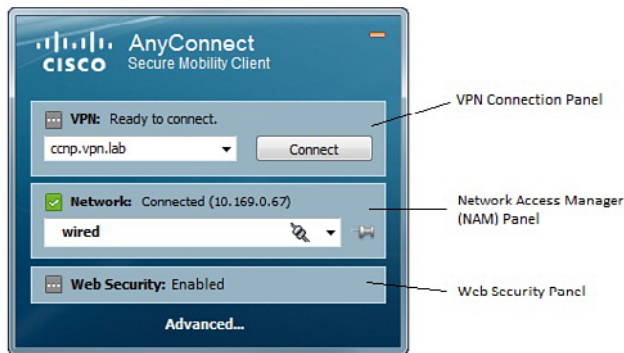 CISCO
AnyConnect
Secure Mobility Client
VPN: Ready to connect.
ccnp.vpn.lab
Connect
VPN Connection Panel
Network: Connected (10.169.0.67)
wired
Network Access Manager
(NAM) Panel
Web Security: Enabled
Web Security Panel
Advanced...